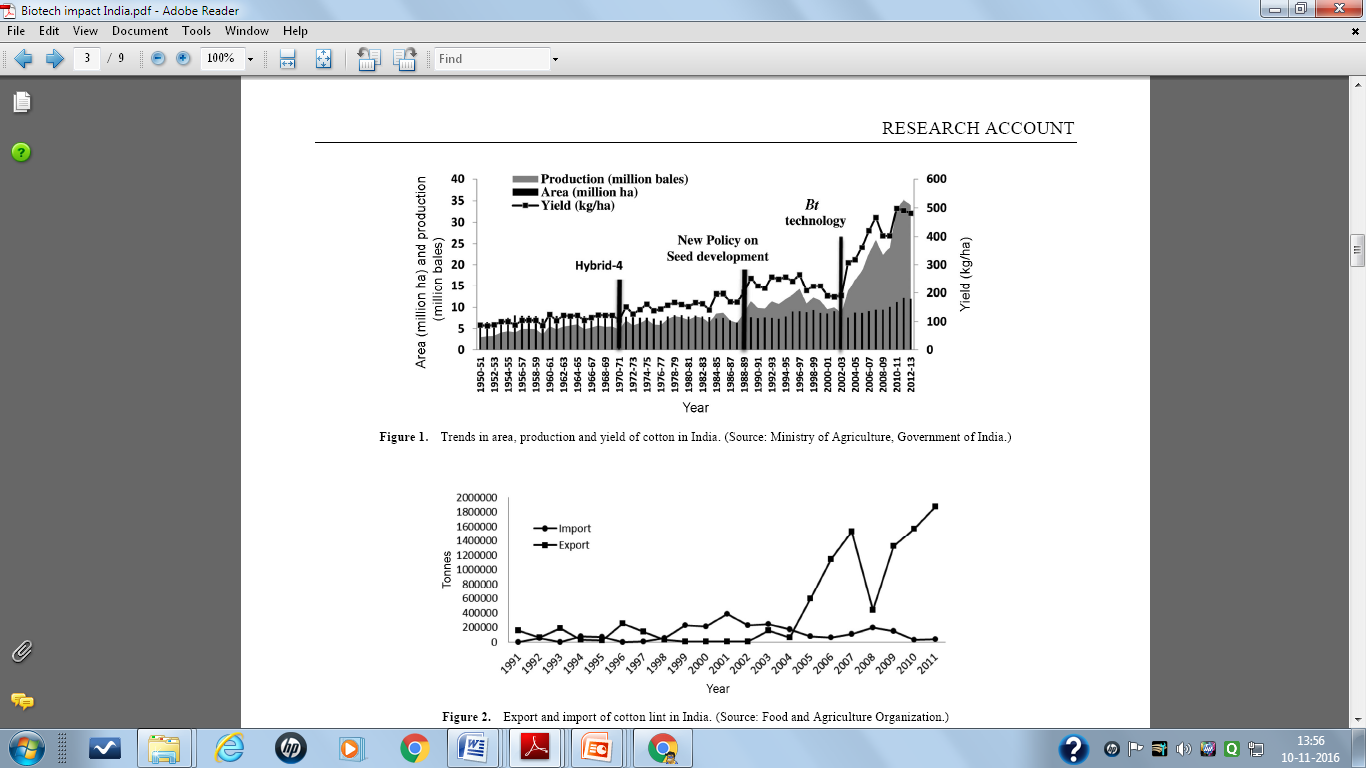 Biotech impact India.pdf - Adobe Reader
File Edit View Document Tools Window Help
3 / 9 100% Find
RESEARCH ACCOUNT
Area (million ha) and production
(million bales)
40
35
30
25
20
15
10
5
0
Production (million bales)
Area (million ha)
Yield (kg/ha)
Hybrid-4
New Policy on
Seed development
Bt
technology
600
500
400
300
200
100
0
Yield (kg/ha)
1950-51 1952-53 1954-55 1956-57 1958-59 1960-61 1962-63 1964-65 1966-67 1968-69 1970-71 1972-73 1974-75 1976-77 1978-79 1980-81 1982-83 1984-85 1986-87 1988-89 1990-91 1992-93 1994-95 1996-97 1998-99 2000-01 2002-03 2004-05 2006-07 2008-09 2010-11 2012-13
Year
Figure 1. Trends in area, production and yield of cotton in India. (Source: Ministry of Agriculture, Government of India.)
Tonnes
2000000
1800000
1600000
1400000
1200000
1000000
800000
600000
400000
200000
0
Import
Export
1991 1992 1993 1994 1995 1996 1997 1998 1999 2000 2001 2002 2003 2004 2005 2006 2007 2008 2009 2010 2011
Year
Figure 2. Export and import of cotton lint in India. (Source: Food and Agriculture Organization.)
13:56
10-11-2016